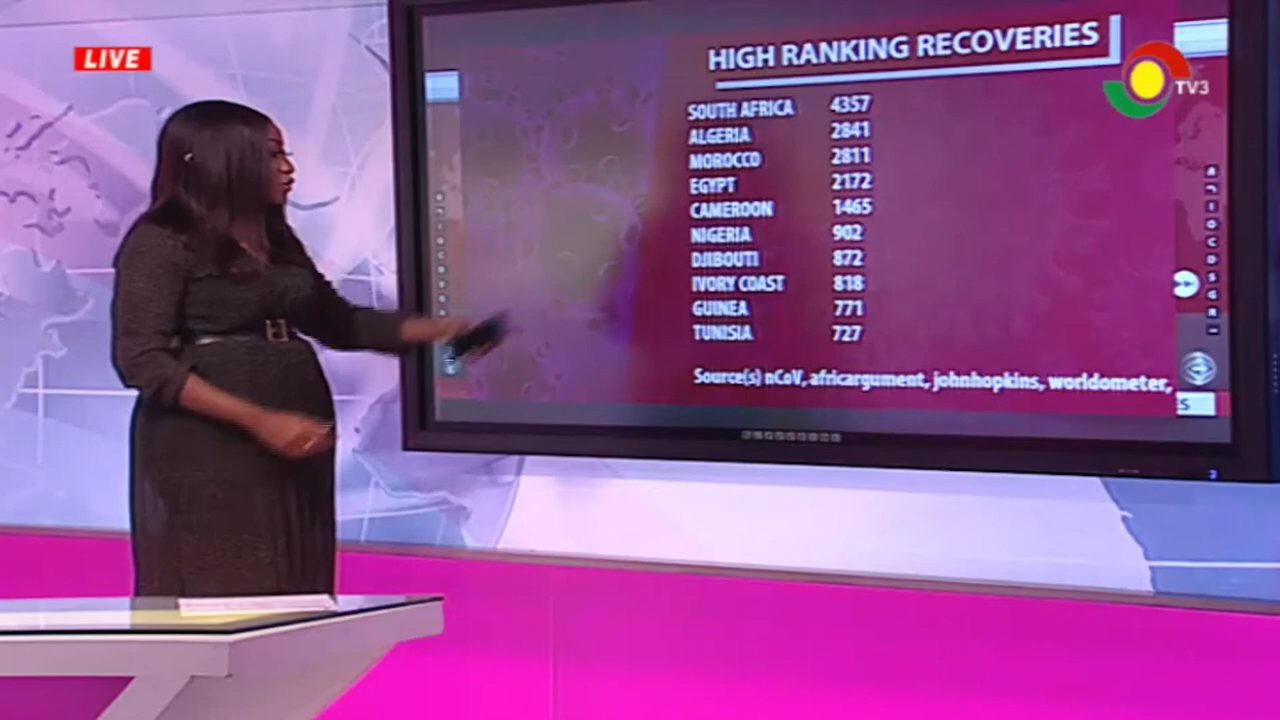 LIVE
HIGH RANKING RECOVERIES
TV3
SOUTH AFRICA 4357
ALGERIA 2841
MOROCCO 2811
EGYPT 2172
CAMEROON 1465
NIGERIA 902
DJIBOUTI 872
IVORY COAST 818
GUINEA 771
TUNISIA 727
Source(s) nCoV, africargument, johnhopkins, worldometer,
ES